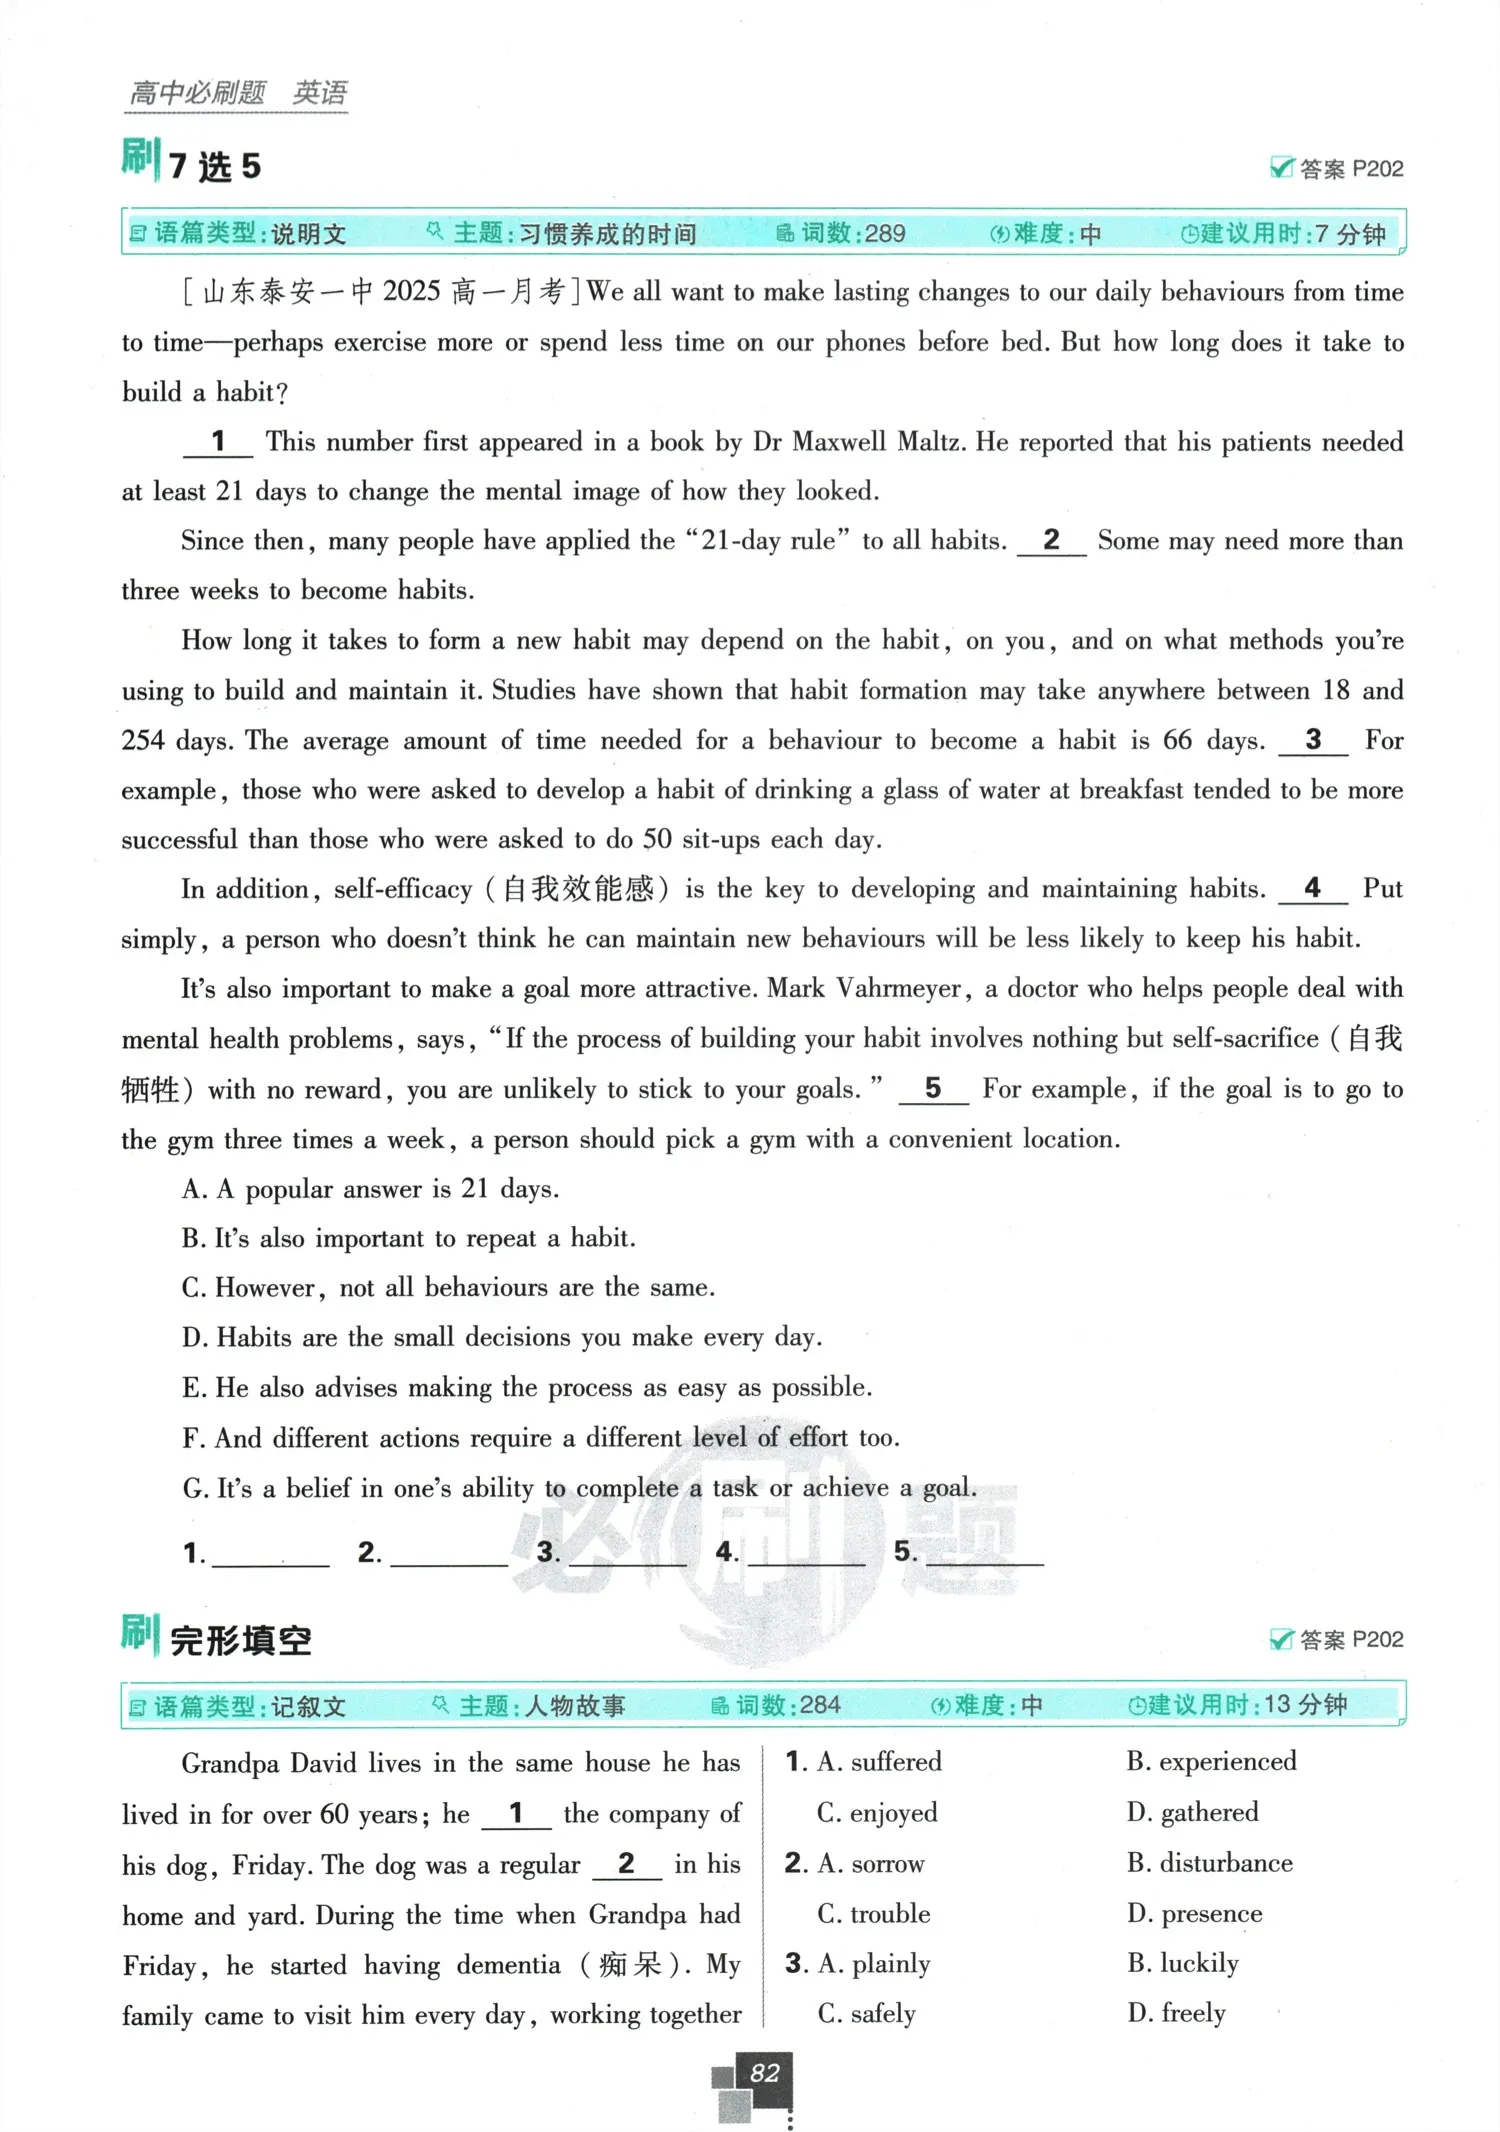 高中必刷题 英语
刷 7 选 5
答案 P202
语篇类型:说明文 主题:习惯养成的时间 词数:289 难度:中 建议用时:7 分钟
[山东泰安一中 2025 高一月考]We all want to make lasting changes to our daily behaviours from time
to time—perhaps exercise more or spend less time on our phones before bed. But how long does it take to
build a habit?
1 This number first appeared in a book by Dr Maxwell Maltz. He reported that his patients needed
at least 21 days to change the mental image of how they looked.
Since then, many people have applied the “21-day rule” to all habits. 2 Some may need more than
three weeks to become habits.
How long it takes to form a new habit may depend on the habit, on you, and on what methods you're
using to build and maintain it. Studies have shown that habit formation may take anywhere between 18 and
254 days. The average amount of time needed for a behaviour to become a habit is 66 days. 3 For
example, those who were asked to develop a habit of drinking a glass of water at breakfast tended to be more
successful than those who were asked to do 50 sit-ups each day.
In addition, self-efficacy (自我效能感) is the key to developing and maintaining habits. 4 Put
simply, a person who doesn't think he can maintain new behaviours will be less likely to keep his habit.
It's also important to make a goal more attractive. Mark Vahrmeyer, a doctor who helps people deal with
mental health problems, says, “If the process of building your habit involves nothing but self-sacrifice (自我
牺牲) with no reward, you are unlikely to stick to your goals.” 5 For example, if the goal is to go to
the gym three times a week, a person should pick a gym with a convenient location.
A. A popular answer is 21 days.
B. It's also important to repeat a habit.
C. However, not all behaviours are the same.
D. Habits are the small decisions you make every day.
E. He also advises making the process as easy as possible.
F. And different actions require a different level of effort too.
G. It's a belief in one's ability to complete a task or achieve a goal.
必刷题
1. 2. 3. 4. 5.
刷 完形填空
答案 P202
语篇类型:记叙文 主题:人物故事 词数:284 难度:中 建议用时:13 分钟
Grandpa David lives in the same house he has
lived in for over 60 years; he 1 the company of
his dog, Friday. The dog was a regular 2 in his
home and yard. During the time when Grandpa had
Friday, he started having dementia (痴呆). My
family came to visit him every day, working together
1. A. suffered B. experienced
C. enjoyed D. gathered
2. A. sorrow B. disturbance
C. trouble D. presence
3. A. plainly B. luckily
C. safely D. freely
82